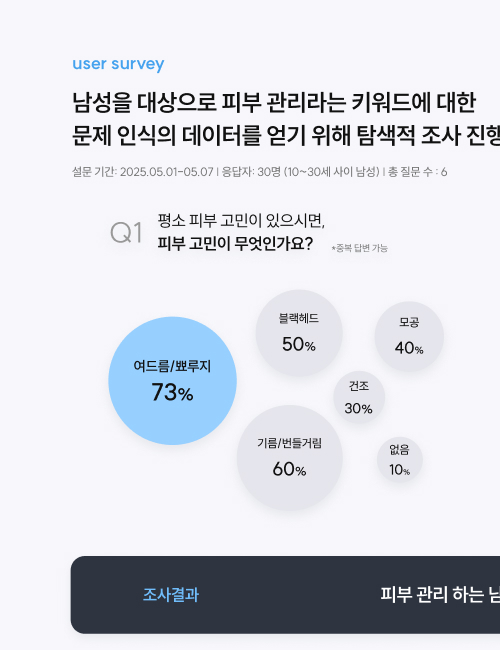 user survey
남성을 대상으로 피부 관리라는 키워드에 대한
문제 인식의 데이터를 얻기 위해 탐색적 조사 진행
설문 기간: 2025.05.01-05.07 | 응답자: 30명 (10~30세 사이 남성) | 총 질문 수 : 6
Q1
평소 피부 고민이 있으시면,
피부 고민이 무엇인가요?
*중복 답변 가능
블랙헤드
50%
모공
40%
여드름/뾰루지
73%
건조
30%
기름/번들거림
60%
없음
10%
조사결과
피부 관리 하는